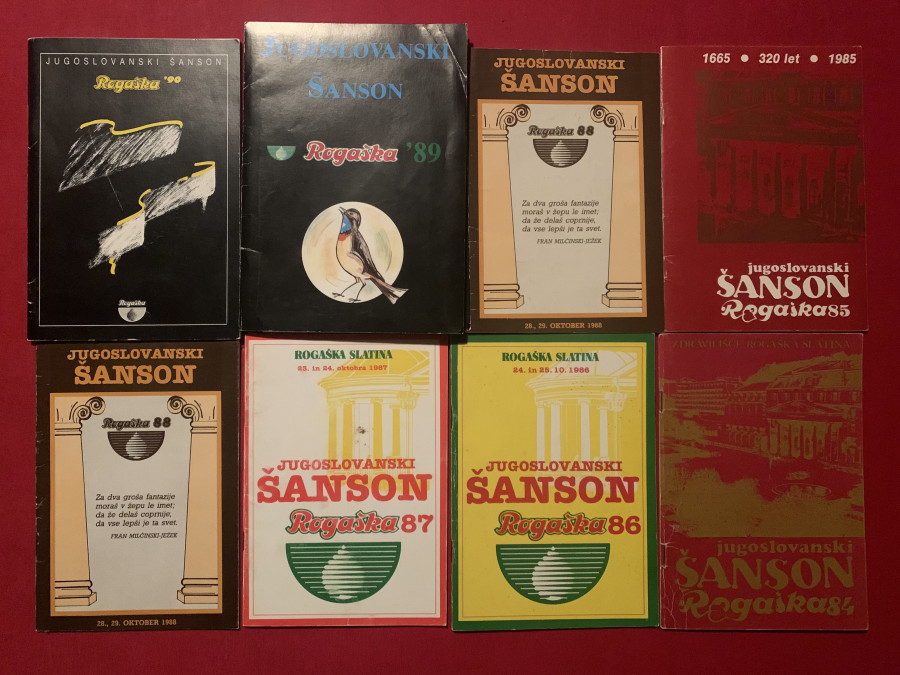 JUGOSLOVANSKI ŠANSON
Rogaška '90
Rogaška
JUGOSLOVANSKI
ŠANSON
Rogaška '89
JUGOSLOVANSKI
ŠANSON
Rogaška 88
Za dva groša fantazije
moraš v žepu le imet;
da že delaš coprnije,
da vse lepši je ta svet.
FRAN MILČINSKI-JEŽEK
28., 29. OKTOBER 1988
1665 • 320 let • 1985
jugoslovanski
ŠANSON
Rogaška85
JUGOSLOVANSKI
ŠANSON
Rogaška 88
Za dva groša fantazije
moraš v žepu le imet;
da že delaš coprnije,
da vse lepši je ta svet.
FRAN MILČINSKI-JEŽEK
28., 29. OKTOBER 1988
ROGAŠKA SLATINA
23. in 24. oktobra 1987
JUGOSLOVANSKI
ŠANSON
Rogaška 87
ROGAŠKA SLATINA
24. in 25. 10. 1986
JUGOSLOVANSKI
ŠANSON
Rogaška 86
ZDRAVILIŠČE ROGAŠKA SLATINA
jugoslovanski
ŠANSON
Rogaška84